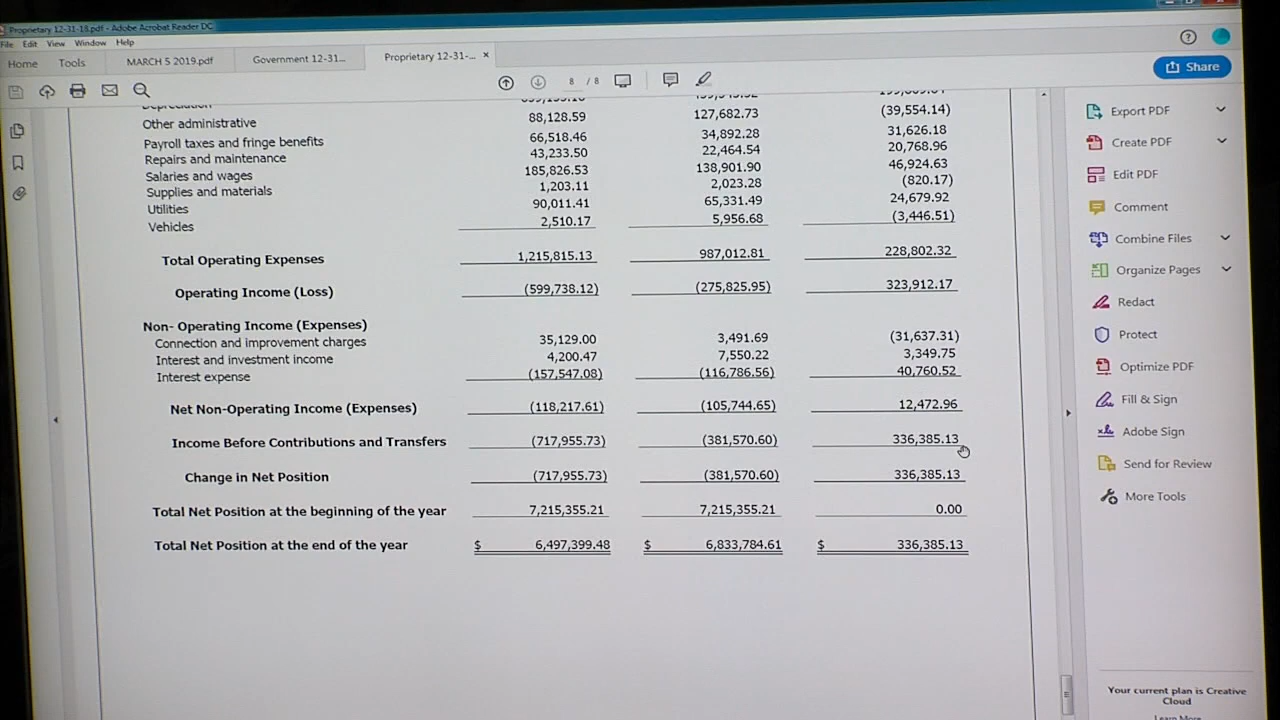 Proprietary 12-31-18.pdf - Adobe Acrobat Reader DC
File Edit View Window Help
Home Tools MARCH 5 2019.pdf Government 12-31... Proprietary 12-31-... ×
8 / 8 Share
Depreciation
Other administrative 88,128.59 127,682.73 (39,554.14)
Payroll taxes and fringe benefits 66,518.46 34,892.28 31,626.18
Repairs and maintenance 43,233.50 22,464.54 20,768.96
Salaries and wages 185,826.53 138,901.90 46,924.63
Supplies and materials 1,203.11 2,023.28 (820.17)
Utilities 90,011.41 65,331.49 24,679.92
Vehicles 2,510.17 5,956.68 (3,446.51)
Total Operating Expenses 1,215,815.13 987,012.81 228,802.32
Operating Income (Loss) (599,738.12) (275,825.95) 323,912.17
Non- Operating Income (Expenses)
Connection and improvement charges 35,129.00 3,491.69 (31,637.31)
Interest and investment income 4,200.47 7,550.22 3,349.75
Interest expense (157,547.08) (116,786.56) 40,760.52
Net Non-Operating Income (Expenses) (118,217.61) (105,744.65) 12,472.96
Income Before Contributions and Transfers (717,955.73) (381,570.60) 336,385.13
Change in Net Position (717,955.73) (381,570.60) 336,385.13
Total Net Position at the beginning of the year 7,215,355.21 7,215,355.21 0.00
Total Net Position at the end of the year $ 6,497,399.48 $ 6,833,784.61 $ 336,385.13
Export PDF
Create PDF
Edit PDF
Comment
Combine Files
Organize Pages
Redact
Protect
Optimize PDF
Fill & Sign
Adobe Sign
Send for Review
More Tools
Your current plan is Creative
Cloud
Learn More